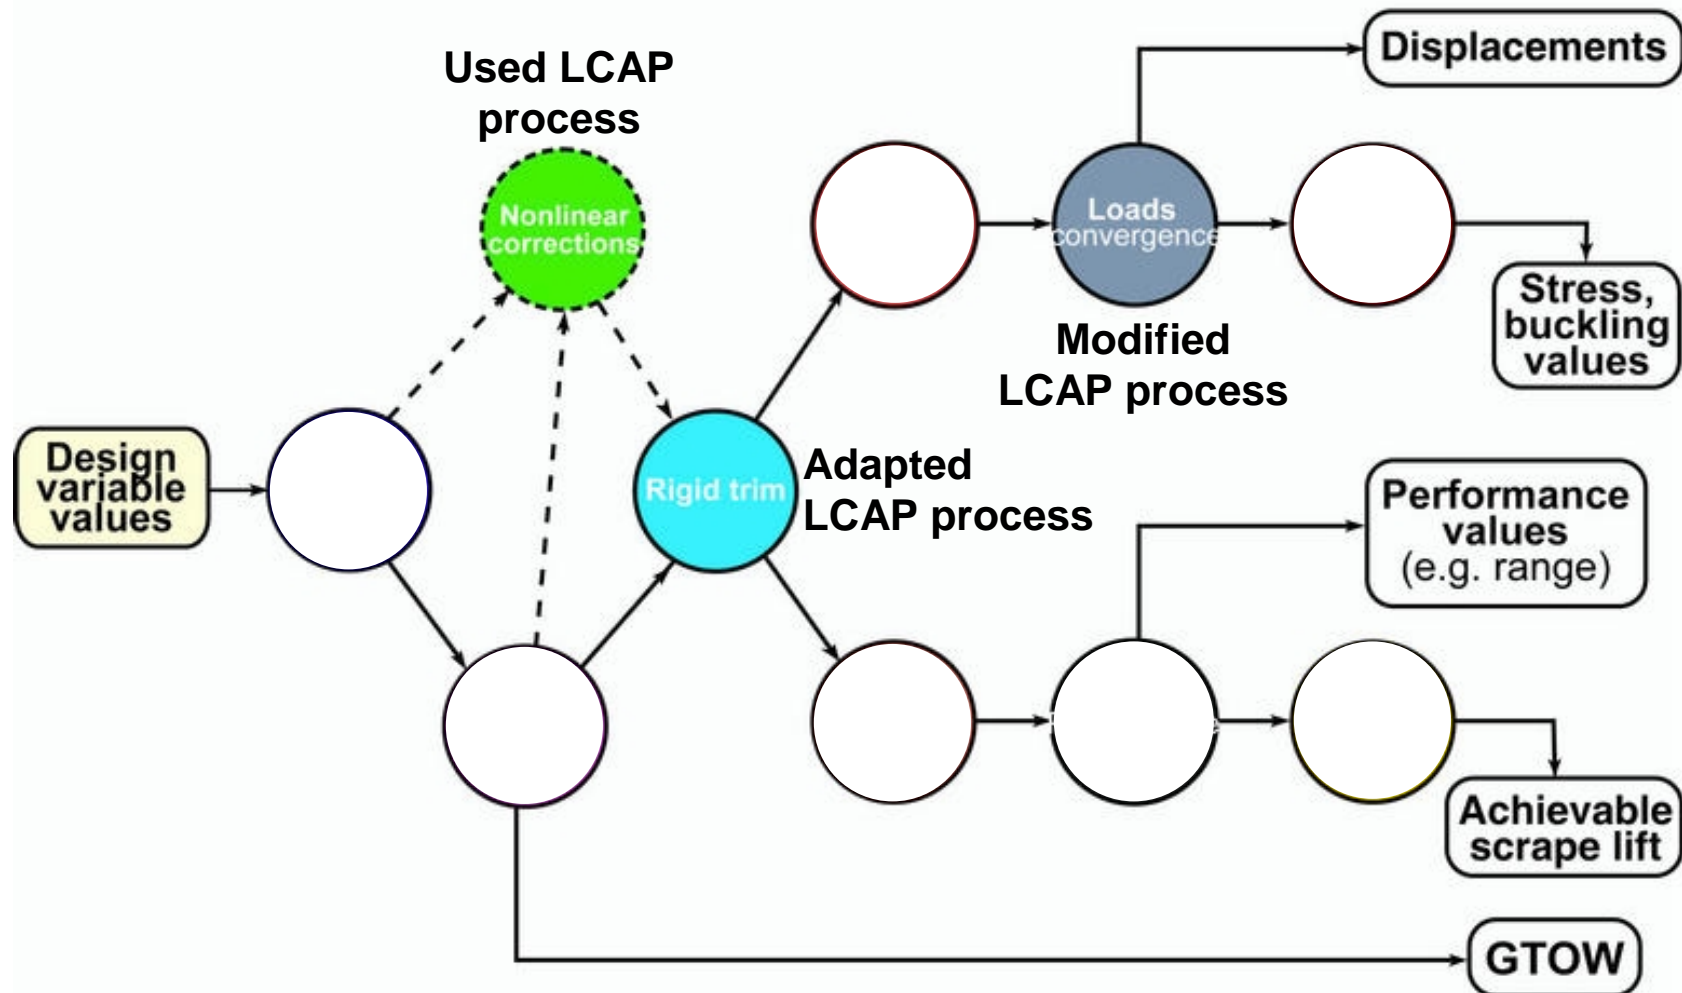 Displacements
Used LCAP
process
Nonlinear
corrections
Loads
convergence
Stress,
buckling
values
Modified
LCAP process
Design
variable
values
Rigid trim
Adapted
LCAP process
Performance
values
(e.g. range)
Achievable
scrape lift
GTOW